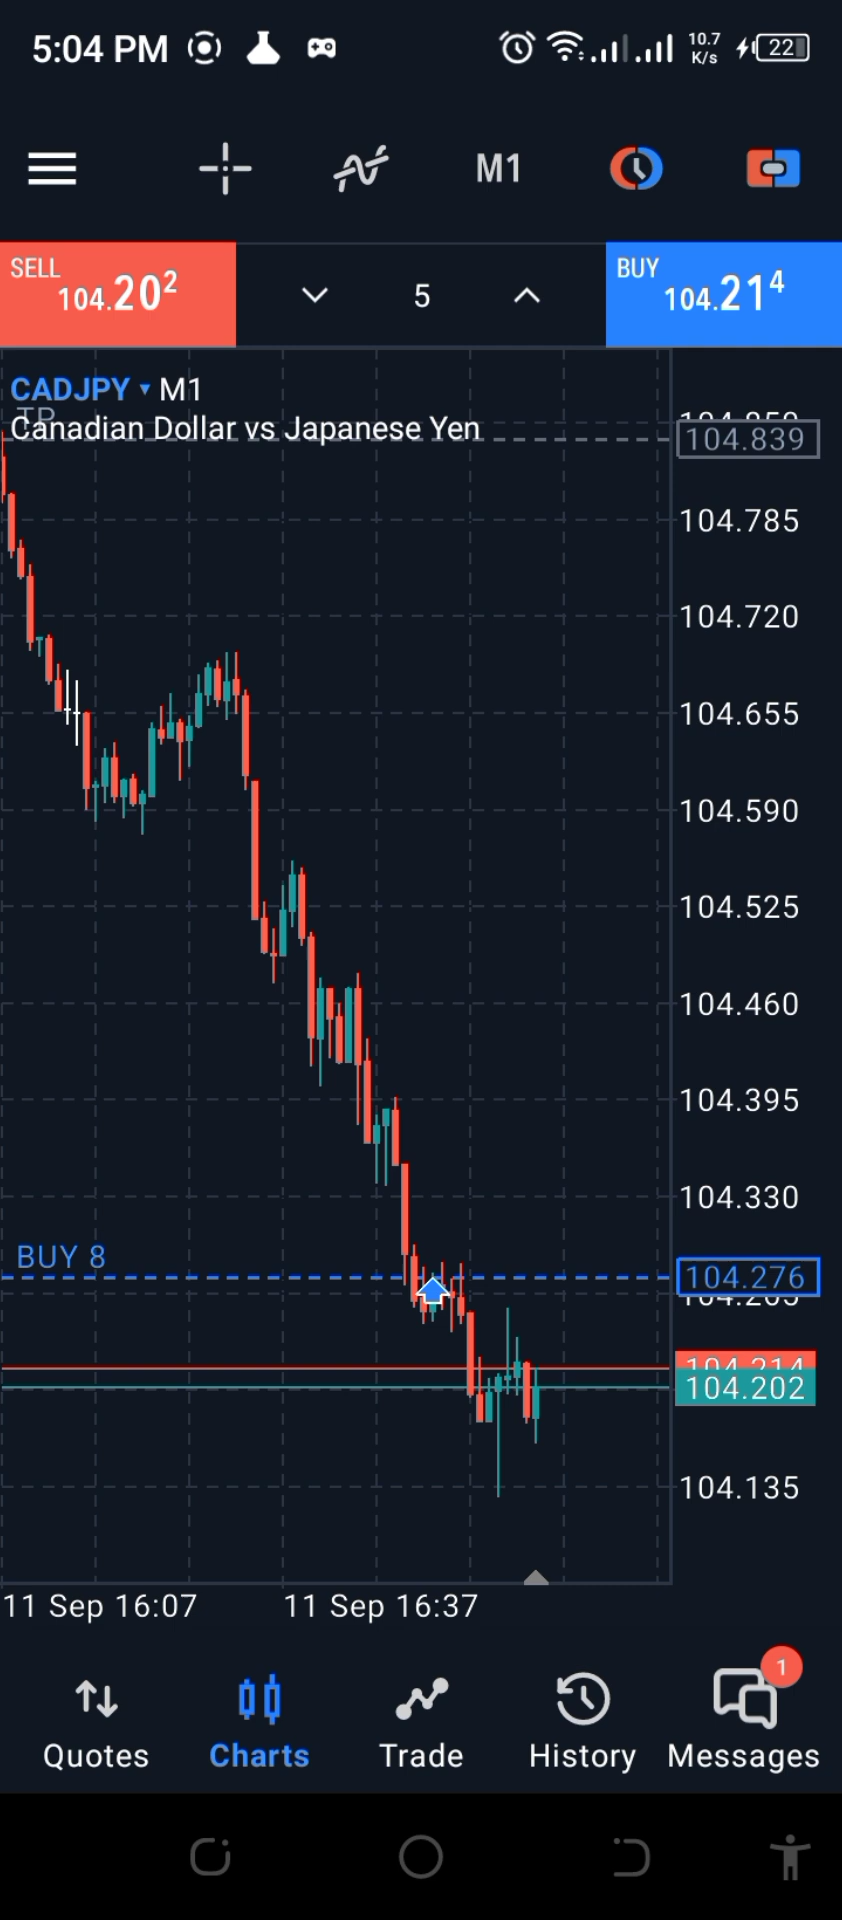 5:04 PM
10.7
K/s
22
M1
SELL
104.20²
5
BUY
104.21⁴
CADJPY M1
TP
Canadian Dollar vs Japanese Yen
104.839
104.785
104.720
104.655
104.590
104.525
104.460
104.395
104.330
BUY 8
104.276
104.214
104.202
104.135
11 Sep 16:07
11 Sep 16:37
1
Quotes
Charts
Trade
History
Messages